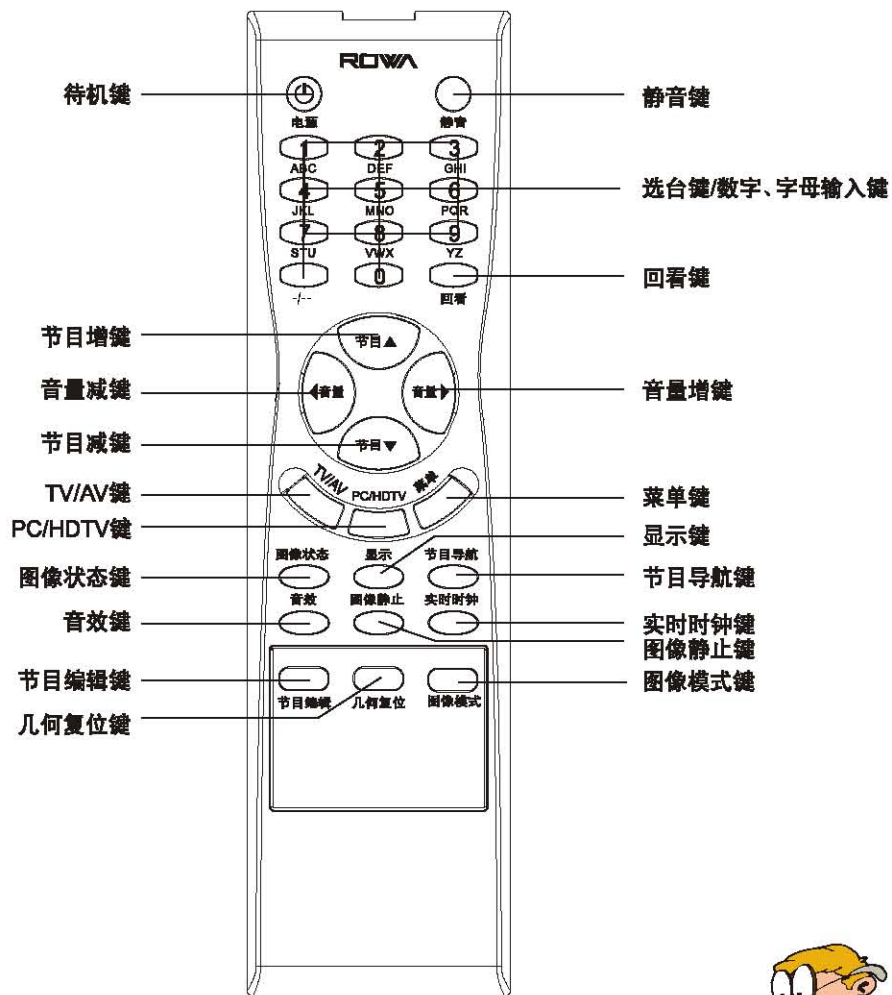 ROWA
待机键
静音键
电源
静音
1 2 3
ABC DEF GHI
4 5 6
选台键/数字、字母输入键
JKL MNO PQR
7 8 9
STU VWX YZ
0
回看键
-/-- 回看
节目增键
节目▲
音量减键
◀音量
音量▶
音量增键
节目减键
节目▼
TV/AV键
TV/AV
PC/HDTV
菜单
菜单键
PC/HDTV键
显示键
图像状态 显示 节目导航
图像状态键
节目导航键
音效 图像静止 实时时钟
音效键
实时时钟键
图像静止键
节目编辑键
图像模式键
节目编辑 几何复位 图像模式
几何复位键